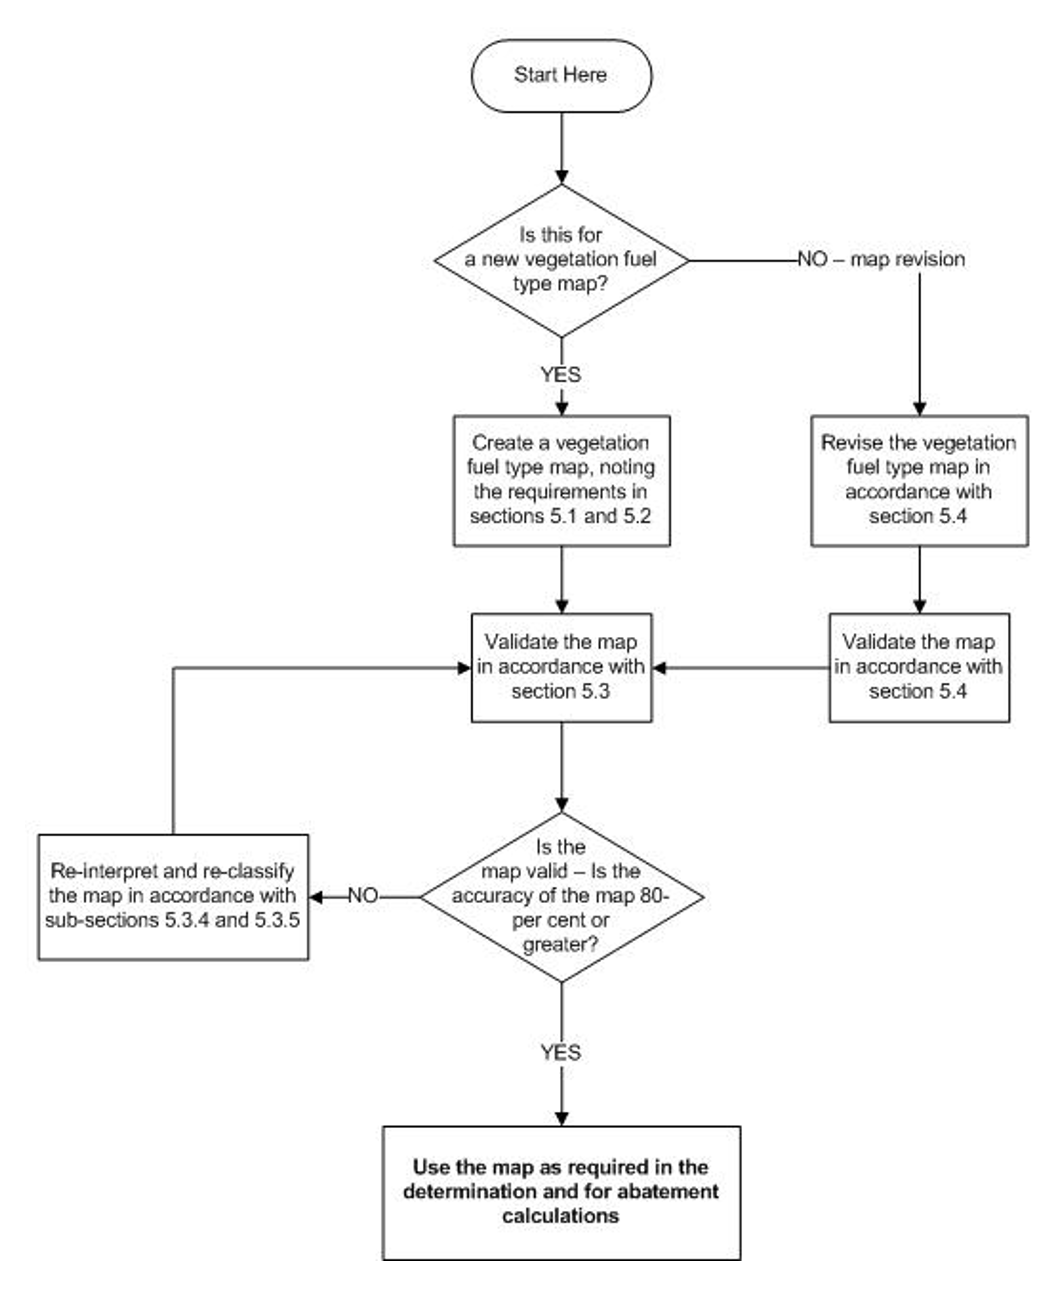 Start Here
Is this for
a new vegetation fuel
type map?
NO – map revision
YES
Create a vegetation
fuel type map, noting
the requirements in
sections 5.1 and 5.2
Revise the vegetation
fuel type map in
accordance with
section 5.4
Validate the map
in accordance with
section 5.3
Validate the map
in accordance with
section 5.4
Is the
map valid – Is the
accuracy of the map 80-
per cent or
greater?
NO
Re-interpret and re-classify
the map in accordance with
sub-sections 5.3.4 and 5.3.5
YES
Use the map as required in the
determination and for abatement
calculations